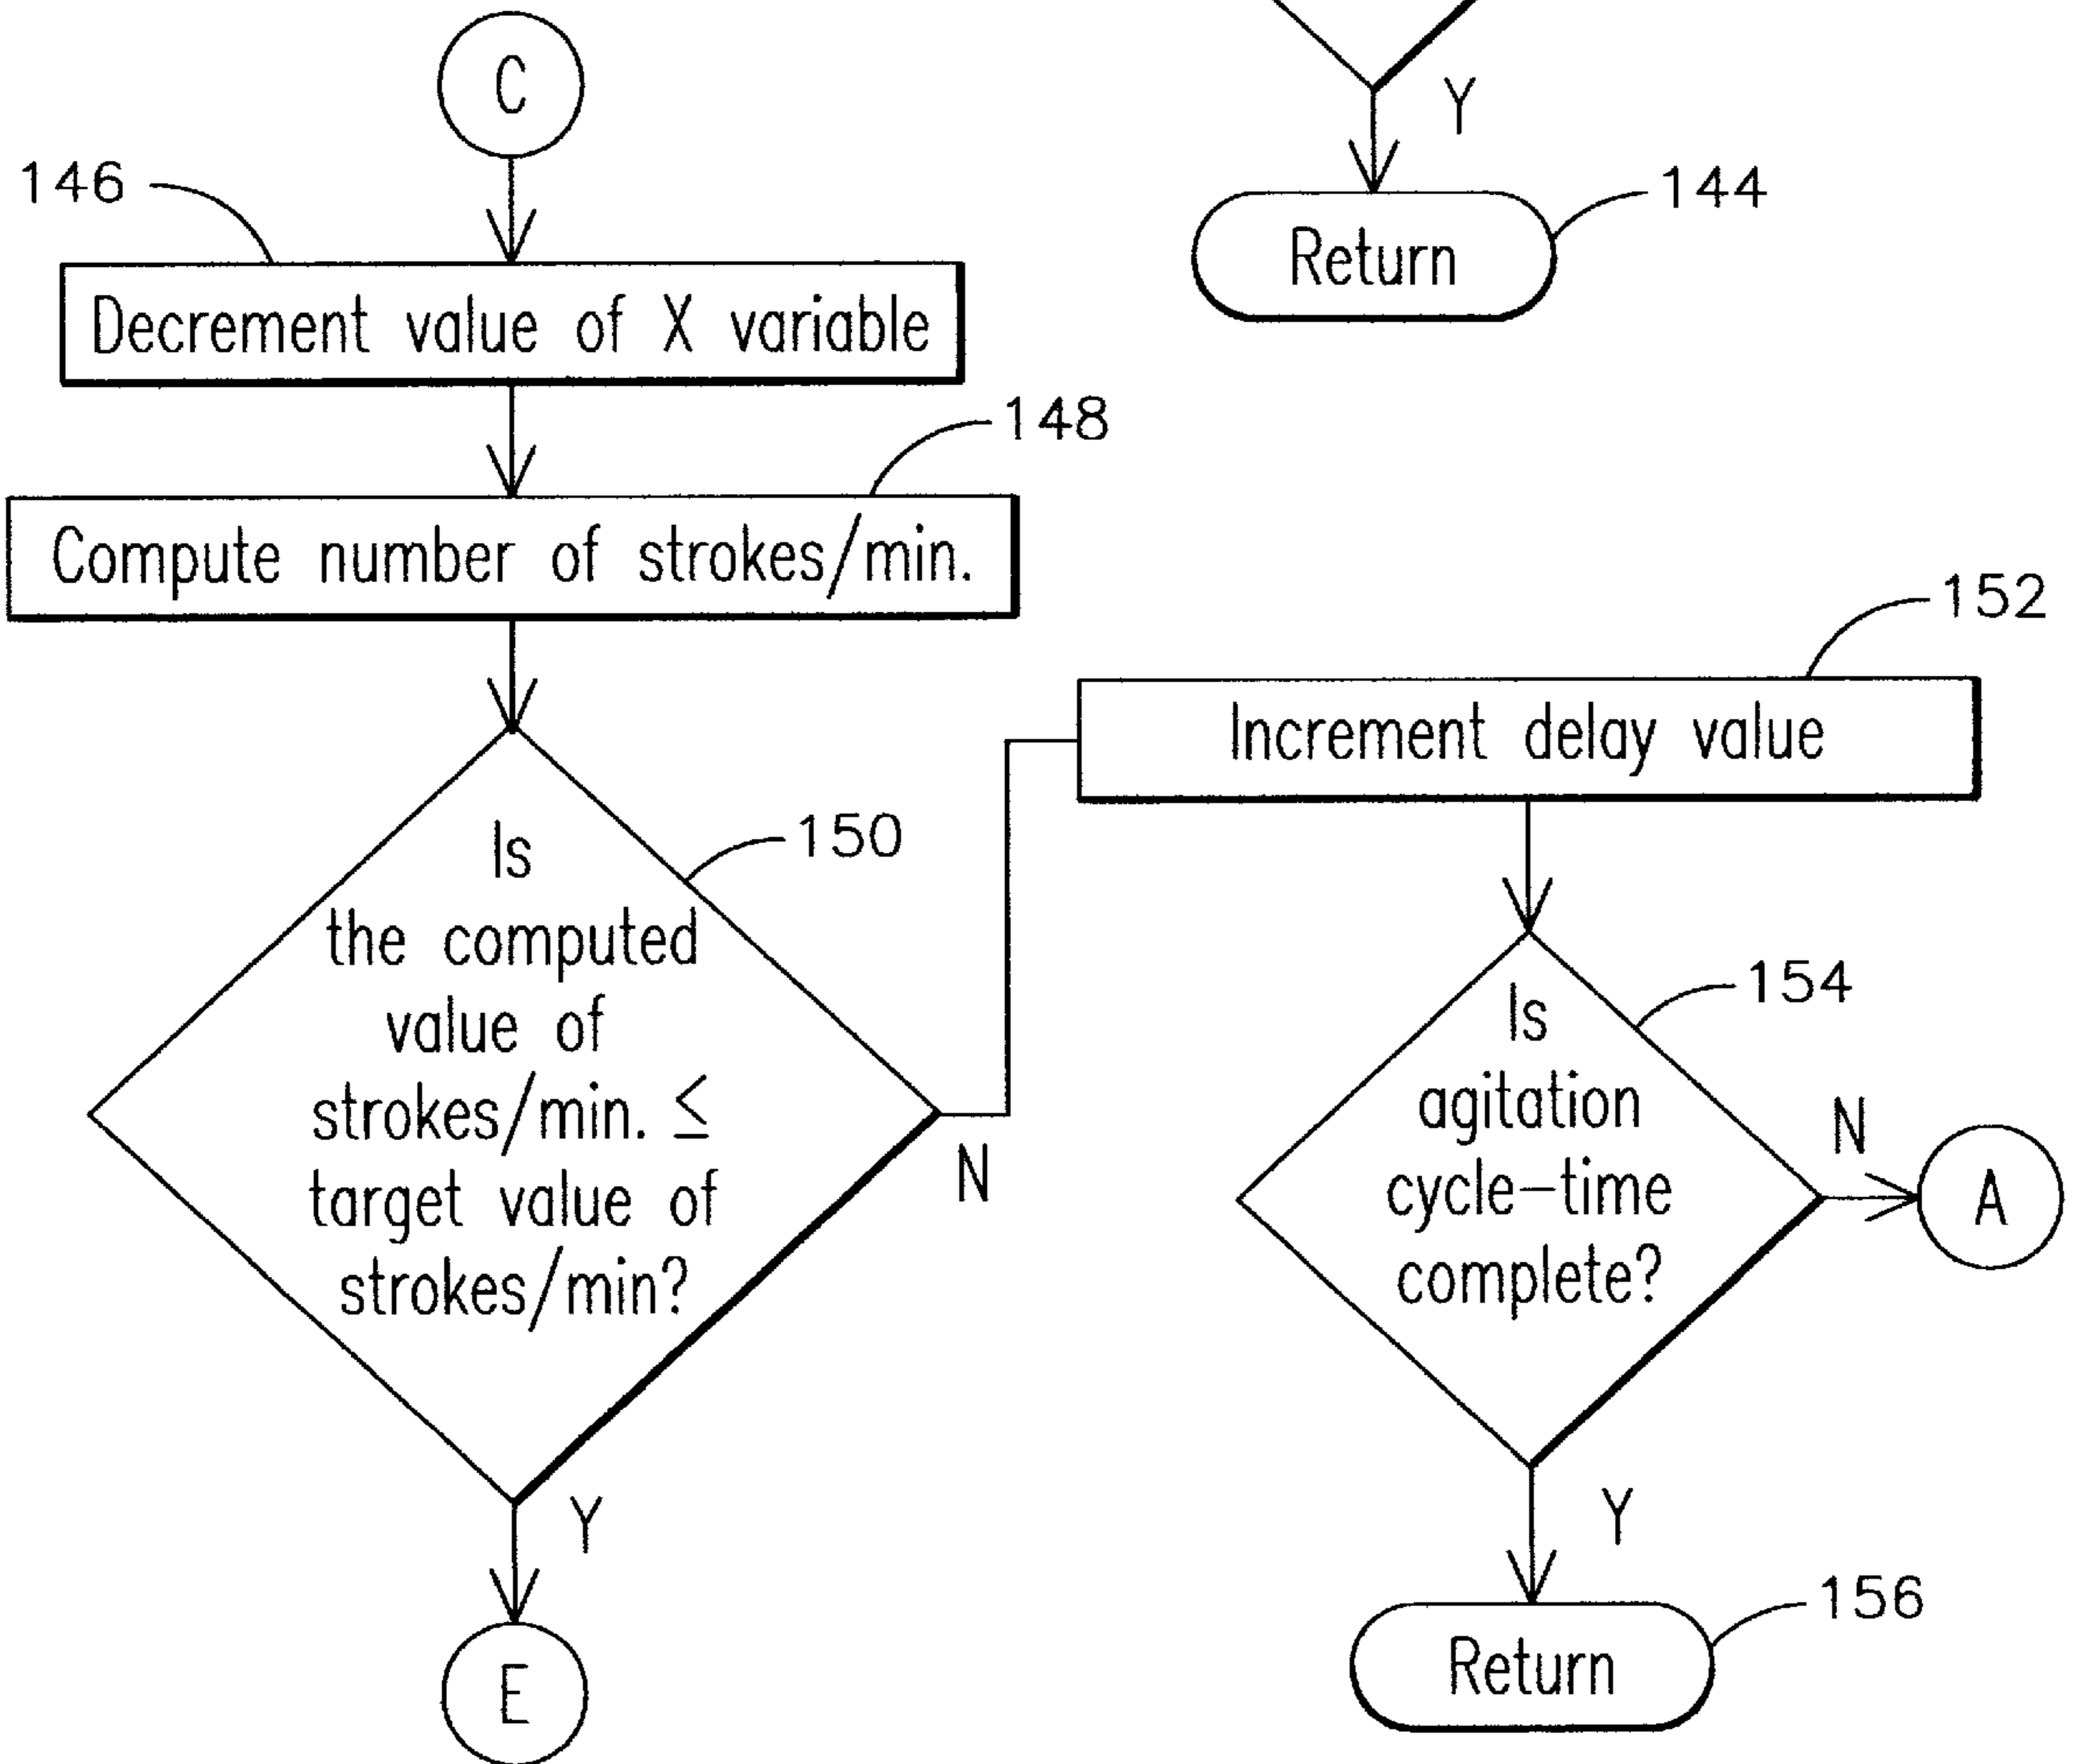 C
146
Decrement value of X variable
148
Compute number of strokes/min.
150
Is
the computed
value of
strokes/min. ≤
target value of
strokes/min?
N
Y
E
Y
144
Return
152
Increment delay value
154
Is
agitation
cycle-time
complete?
N
A
Y
156
Return